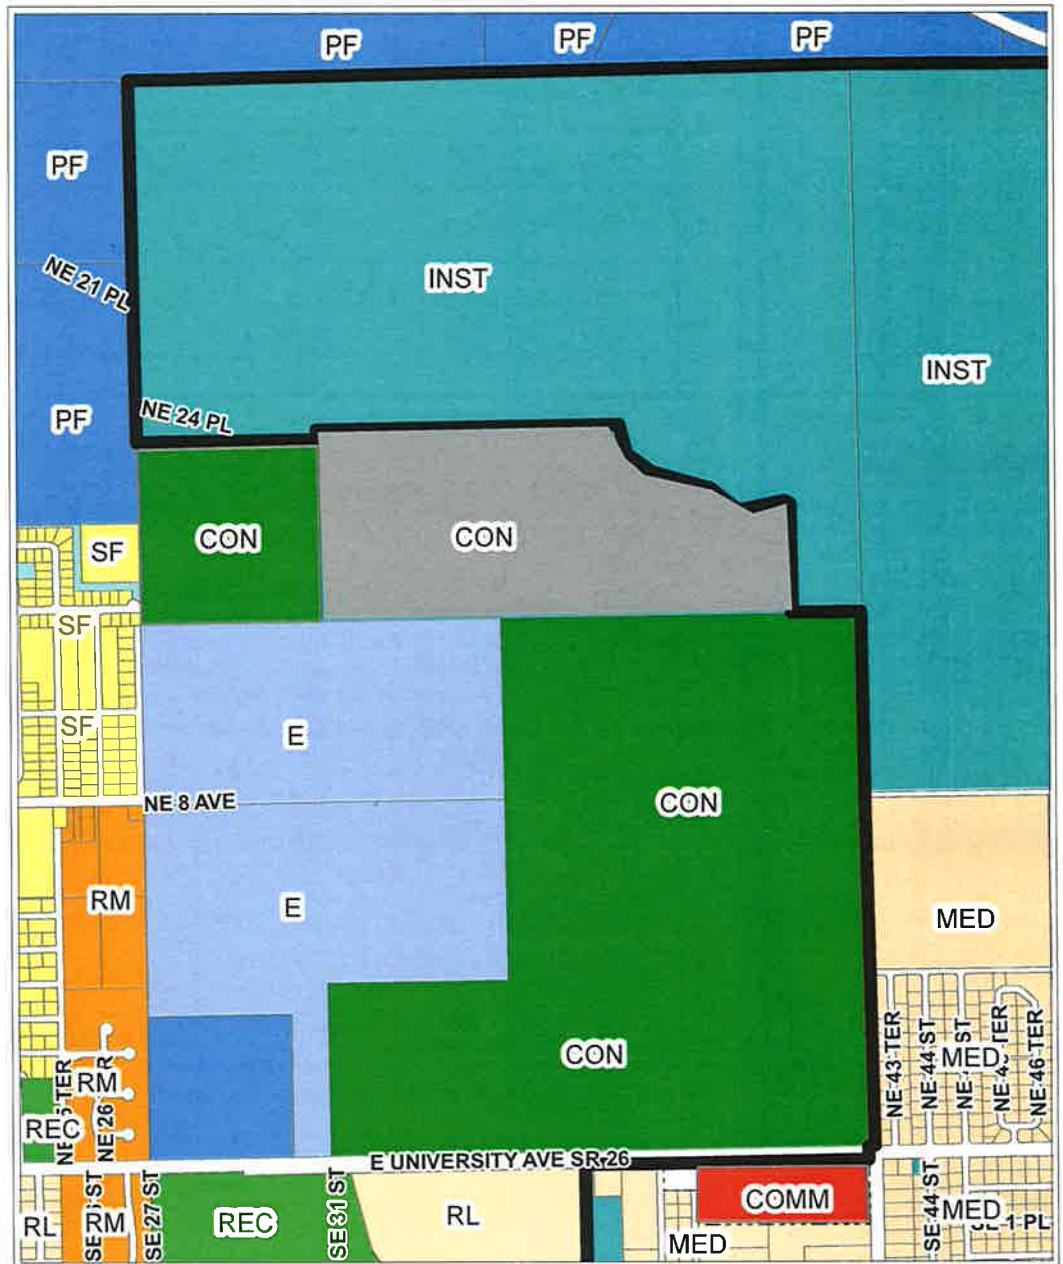 PF
PF
PF
PF
NE 21 PL
INST
INST
PF
NE 24 PL
CON
CON
SF
SF
SF
E
NE 8 AVE
CON
RM
E
MED
CON
NE 43 TER
NE 44 ST
MED
ST
NE 46 TER
RM
NE 26
REC
E UNIVERSITY AVE SR 26
RL
SE 27 ST
RM
REC
SE 31 ST
RL
COMM
MED
SE 44 ST
MED
1 PL